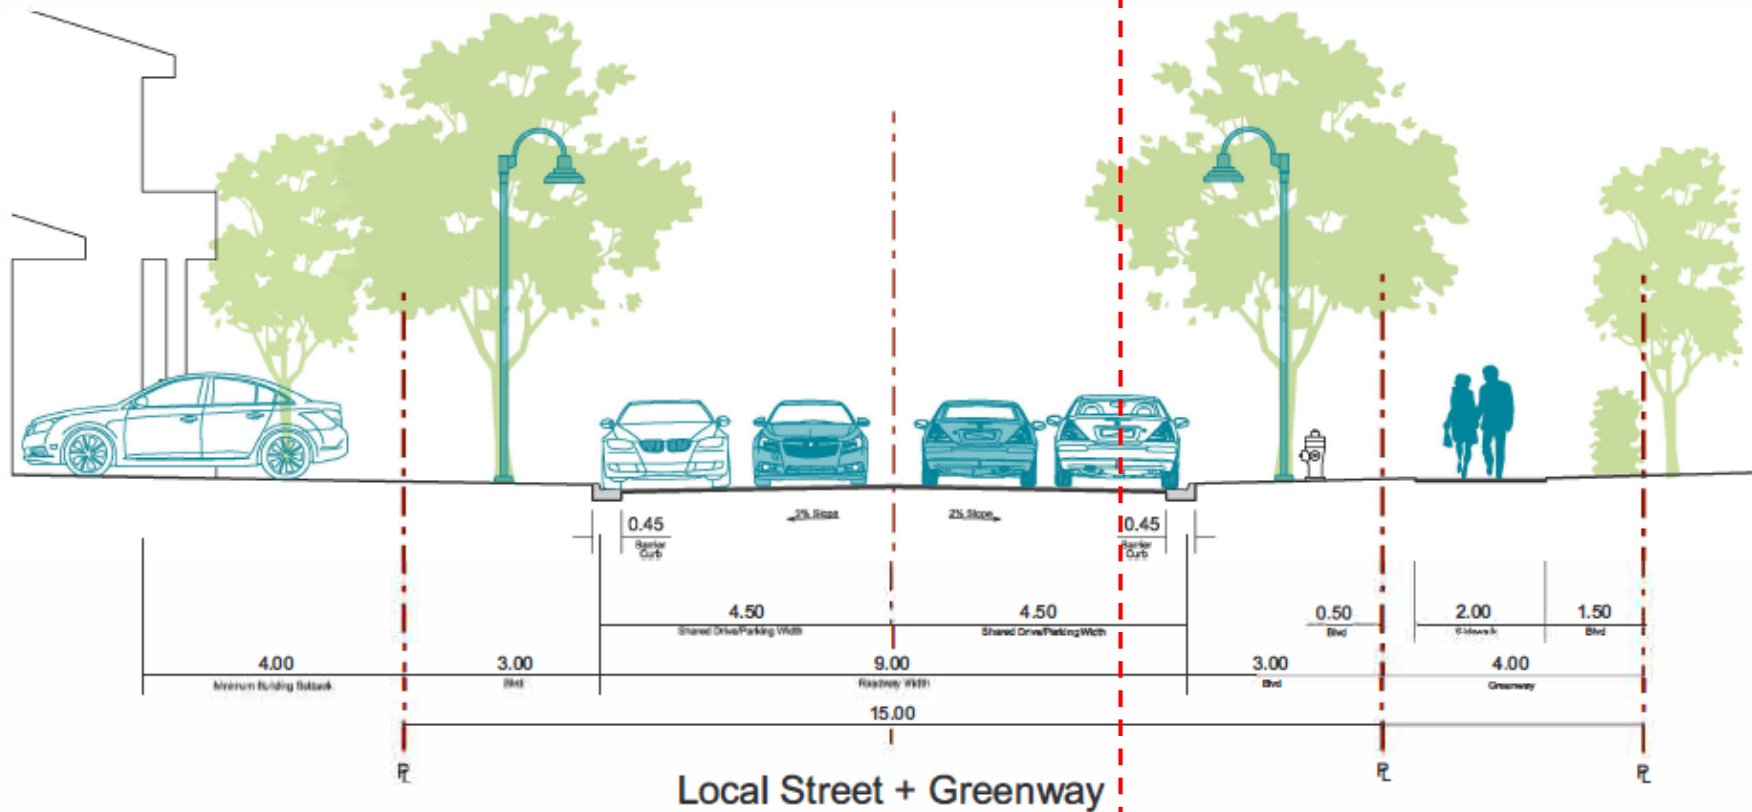 2% Slope
2% Slope
0.45
Barrier
Curb
0.45
Barrier
Curb
4.50
Shared Drive/Parking Width
4.50
Shared Drive/Parking Width
0.50
Blvd
2.00
Sidewalk
1.50
Blvd
4.00
Minimum Building Setback
3.00
Blvd
9.00
Roadway Width
3.00
Blvd
4.00
Greenway
15.00
PL
PL
PL
Local Street + Greenway